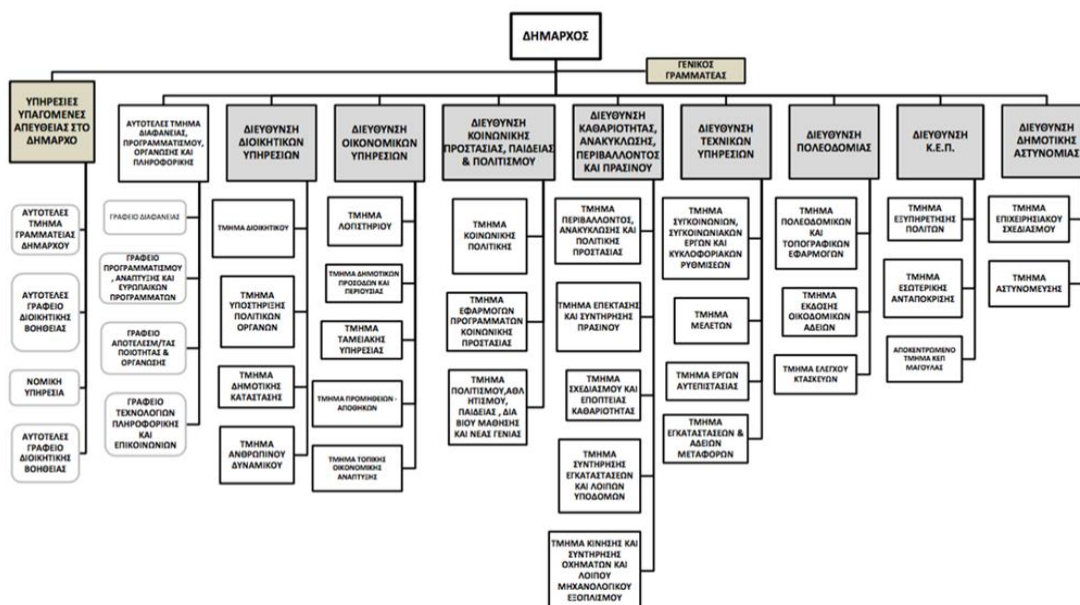 ΔΗΜΑΡΧΟΣ
ΓΕΝΙΚΟΣ
ΓΡΑΜΜΑΤΕΑΣ
ΥΠΗΡΕΣΙΕΣ
ΥΠΑΓΟΜΕΝΕΣ
ΑΠΕΥΘΕΙΑΣ ΣΤΟ
ΔΗΜΑΡΧΟ
ΑΥΤΟΤΕΛΕΣ
ΤΜΗΜΑ
ΓΡΑΜΜΑΤΕΙΑΣ
ΔΗΜΑΡΧΟΥ
ΑΥΤΟΤΕΛΕΣ
ΓΡΑΦΕΙΟ
ΔΙΟΙΚΗΤΙΚΗΣ
ΒΟΗΘΕΙΑΣ
ΝΟΜΙΚΗ
ΥΠΗΡΕΣΙΑ
ΑΥΤΟΤΕΛΕΣ
ΓΡΑΦΕΙΟ
ΔΙΟΙΚΗΤΙΚΗΣ
ΒΟΗΘΕΙΑΣ
ΑΥΤΟΤΕΛΕΣ ΤΜΗΜΑ
ΔΙΑΦΑΝΕΙΑΣ,
ΠΡΟΓΡΑΜΜΑΤΙΣΜΟΥ,
ΟΡΓΑΝΩΣΗΣ ΚΑΙ
ΠΛΗΡΟΦΟΡΙΚΗΣ
ΓΡΑΦΕΙΟ ΔΙΑΦΑΝΕΙΑΣ
ΓΡΑΦΕΙΟ
ΠΡΟΓΡΑΜΜΑΤΙΣΜΟΥ
, ΑΝΑΠΤΥΞΗΣ ΚΑΙ
ΕΥΡΩΠΑΙΚΩΝ
ΠΡΟΓΡΑΜΜΑΤΩΝ
ΓΡΑΦΕΙΟ
ΑΠΟΤΕΛΕΣΜ/ΤΑΣ
ΠΟΙΟΤΗΤΑΣ &
ΟΡΓΑΝΩΣΗΣ
ΓΡΑΦΕΙΟ
ΤΕΧΝΟΛΟΓΙΩΝ
ΠΛΗΡΟΦΟΡΙΚΗΣ
ΚΑΙ
ΕΠΙΚΟΙΝΩΝΙΩΝ
ΔΙΕΥΘΥΝΣΗ
ΔΙΟΙΚΗΤΙΚΩΝ
ΥΠΗΡΕΣΙΩΝ
ΤΜΗΜΑ ΔΙΟΙΚΗΤΙΚΟΥ
ΤΜΗΜΑ
ΥΠΟΣΤΗΡΙΞΗΣ
ΠΟΛΙΤΙΚΩΝ
ΟΡΓΑΝΩΝ
ΤΜΗΜΑ
ΔΗΜΟΤΙΚΗΣ
ΚΑΤΑΣΤΑΣΗΣ
ΤΜΗΜΑ
ΑΝΘΡΩΠΙΝΟΥ
ΔΥΝΑΜΙΚΟΥ
ΔΙΕΥΘΥΝΣΗ
ΟΙΚΟΝΟΜΙΚΩΝ
ΥΠΗΡΕΣΙΩΝ
ΤΜΗΜΑ
ΛΟΓΙΣΤΗΡΙΟΥ
ΤΜΗΜΑ ΔΗΜΟΤΙΚΩΝ
ΠΡΟΣΟΔΩΝ ΚΑΙ
ΠΕΡΙΟΥΣΙΑΣ
ΤΜΗΜΑ
ΤΑΜΕΙΑΚΗΣ
ΥΠΗΡΕΣΙΑΣ
ΤΜΗΜΑ ΠΡΟΜΗΘΕΙΩΝ -
ΑΠΟΘΗΚΩΝ
ΤΜΗΜΑ ΤΟΠΙΚΗΣ
ΟΙΚΟΝΟΜΙΚΗΣ
ΑΝΑΠΤΥΞΗΣ
ΔΙΕΥΘΥΝΣΗ
ΚΟΙΝΩΝΙΚΗΣ
ΠΡΟΣΤΑΣΙΑΣ, ΠΑΙΔΕΙΑΣ
& ΠΟΛΙΤΙΣΜΟΥ
ΤΜΗΜΑ
ΚΟΙΝΩΝΙΚΗΣ
ΠΟΛΙΤΙΚΗΣ
ΤΜΗΜΑ
ΕΦΑΡΜΟΓΩΝ
ΠΡΟΓΡΑΜΜΑΤΩΝ
ΚΟΙΝΩΝΙΚΗΣ
ΠΡΟΣΤΑΣΙΑΣ
ΤΜΗΜΑ
ΠΟΛΙΤΙΣΜΟΥ,ΑΘΛ
ΗΤΙΣΜΟΥ,
ΠΑΙΔΕΙΑΣ , ΔΙΑ
ΒΙΟΥ ΜΑΘΗΣΗΣ
ΚΑΙ ΝΕΑΣ ΓΕΝΙΑΣ
ΔΙΕΥΘΥΝΣΗ
ΚΑΘΑΡΙΟΤΗΤΑΣ,
ΑΝΑΚΥΚΛΩΣΗΣ,
ΠΕΡΙΒΑΛΛΟΝΤΟΣ
ΚΑΙ ΠΡΑΣΙΝΟΥ
ΤΜΗΜΑ
ΠΕΡΙΒΑΛΛΟΝΤΟΣ,
ΑΝΑΚΥΚΛΩΣΗΣ ΚΑΙ
ΠΟΛΙΤΙΚΗΣ
ΠΡΟΣΤΑΣΙΑΣ
ΤΜΗΜΑ ΕΠΕΚΤΑΣΗΣ
ΚΑΙ ΣΥΝΤΗΡΗΣΗΣ
ΠΡΑΣΙΝΟΥ
ΤΜΗΜΑ
ΣΧΕΔΙΑΣΜΟΥ ΚΑΙ
ΕΠΟΠΤΕΙΑΣ
ΚΑΘΑΡΙΟΤΗΤΑΣ
ΤΜΗΜΑ
ΣΥΝΤΗΡΗΣΗΣ
ΕΓΚΑΤΑΣΤΑΣΕΩΝ
ΚΑΙ ΛΟΙΠΩΝ
ΥΠΟΔΟΜΩΝ
ΤΜΗΜΑ ΚΙΝΗΣΗΣ ΚΑΙ
ΣΥΝΤΗΡΗΣΗΣ
ΟΧΗΜΑΤΩΝ ΚΑΙ
ΛΟΙΠΟΥ
ΜΗΧΑΝΟΛΟΓΙΚΟΥ
ΕΞΟΠΛΙΣΜΟΥ
ΔΙΕΥΘΥΝΣΗ
ΤΕΧΝΙΚΩΝ
ΥΠΗΡΕΣΙΩΝ
ΤΜΗΜΑ
ΣΥΓΚΟΙΝΩΝΙΩΝ,
ΣΥΓΚΟΙΝΩΝΙΑΚΩΝ
ΕΡΓΩΝ ΚΑΙ
ΚΥΚΛΟΦΟΡΙΑΚΩΝ
ΡΥΘΜΙΣΕΩΝ
ΤΜΗΜΑ
ΜΕΛΕΤΩΝ
ΤΜΗΜΑ ΕΡΓΩΝ
ΑΥΤΕΠΙΣΤΑΣΙΑΣ
ΤΜΗΜΑ
ΕΓΚΑΤΑΣΤΑΣΕΩΝ &
ΑΔΕΙΩΝ
ΜΕΤΑΦΟΡΩΝ
ΔΙΕΥΘΥΝΣΗ
ΠΟΛΕΟΔΟΜΙΑΣ
ΤΜΗΜΑ
ΠΟΛΕΟΔΟΜΙΚΩΝ
ΚΑΙ
ΤΟΠΟΓΡΑΦΙΚΩΝ
ΕΦΑΡΜΟΓΩΝ
ΤΜΗΜΑ
ΕΚΔΟΣΗΣ
ΟΙΚΟΔΟΜΙΚΩΝ
ΑΔΕΙΩΝ
ΤΜΗΜΑ ΕΛΕΓΧΟΥ
ΚΤΑΣΚΕΥΩΝ
ΔΙΕΥΘΥΝΣΗ
Κ.Ε.Π.
ΤΜΗΜΑ
ΕΞΥΠΗΡΕΤΗΣΗΣ
ΠΟΛΙΤΩΝ
ΤΜΗΜΑ
ΕΣΩΤΕΡΙΚΗΣ
ΑΝΤΑΠΟΚΡΙΣΗΣ
ΑΠΟΚΕΝΤΡΩΜΕΝΟ
ΤΜΗΜΑ ΚΕΠ
ΜΑΓΟΥΛΑΣ
ΔΙΕΥΘΥΝΣΗ
ΔΗΜΟΤΙΚΗΣ
ΑΣΤΥΝΟΜΙΑΣ
ΤΜΗΜΑ
ΕΠΙΧΕΙΡΗΣΙΑΚΟΥ
ΣΧΕΔΙΑΣΜΟΥ
ΤΜΗΜΑ
ΑΣΤΥΝΟΜΕΥΣΗΣ